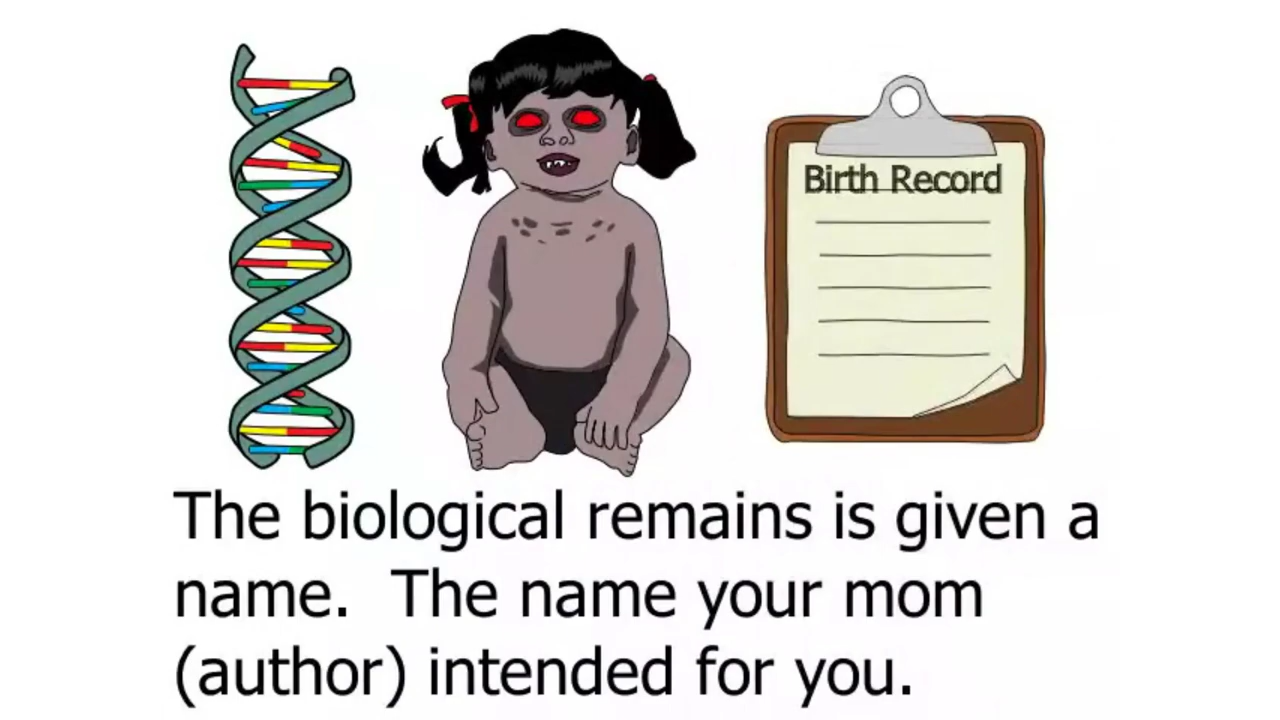 Birth Record
The biological remains is given a
name.  The name your mom
(author) intended for you.